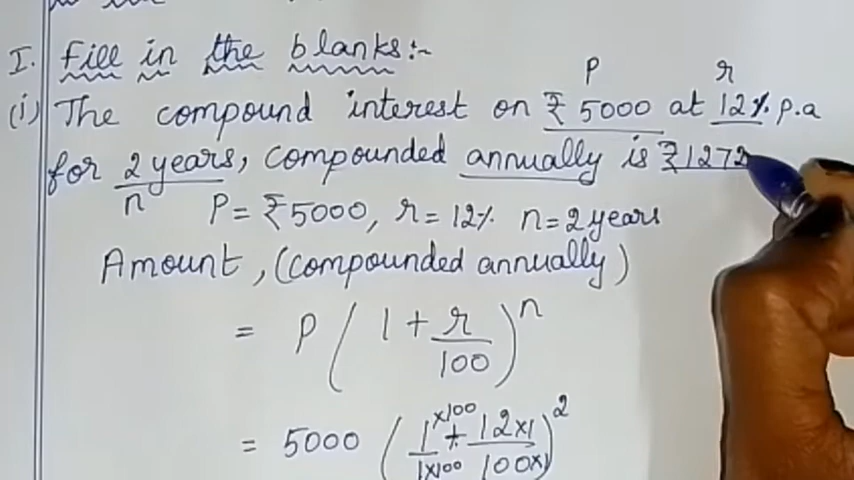 P r
I. Fill in the blanks:-
(i) The compound interest on ₹ 5000 at 12% p.a
for 2 years, compounded annually is ₹1272
n
P = ₹5000, r = 12% n = 2 years
Amount, (compounded annually)
= P ( 1 + r/100 )^n
= 5000 ( 1×100/1×100 + 12×1/100×1 )^2